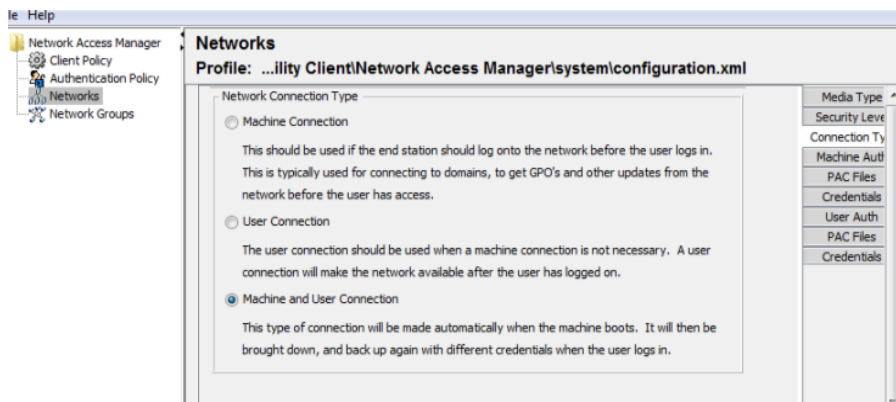 le Help
Network Access Manager
Client Policy
Authentication Policy
Networks
Network Groups
Networks
Profile: ...ility Client\Network Access Manager\system\configuration.xml
Network Connection Type
Machine Connection
This should be used if the end station should log onto the network before the user logs in.
This is typically used for connecting to domains, to get GPO's and other updates from the
network before the user has access.
User Connection
The user connection should be used when a machine connection is not necessary. A user
connection will make the network available after the user has logged on.
Machine and User Connection
This type of connection will be made automatically when the machine boots. It will then be
brought down, and back up again with different credentials when the user logs in.
Media Type
Security Leve
Connection Ty
Machine Auth
PAC Files
Credentials
User Auth
PAC Files
Credentials